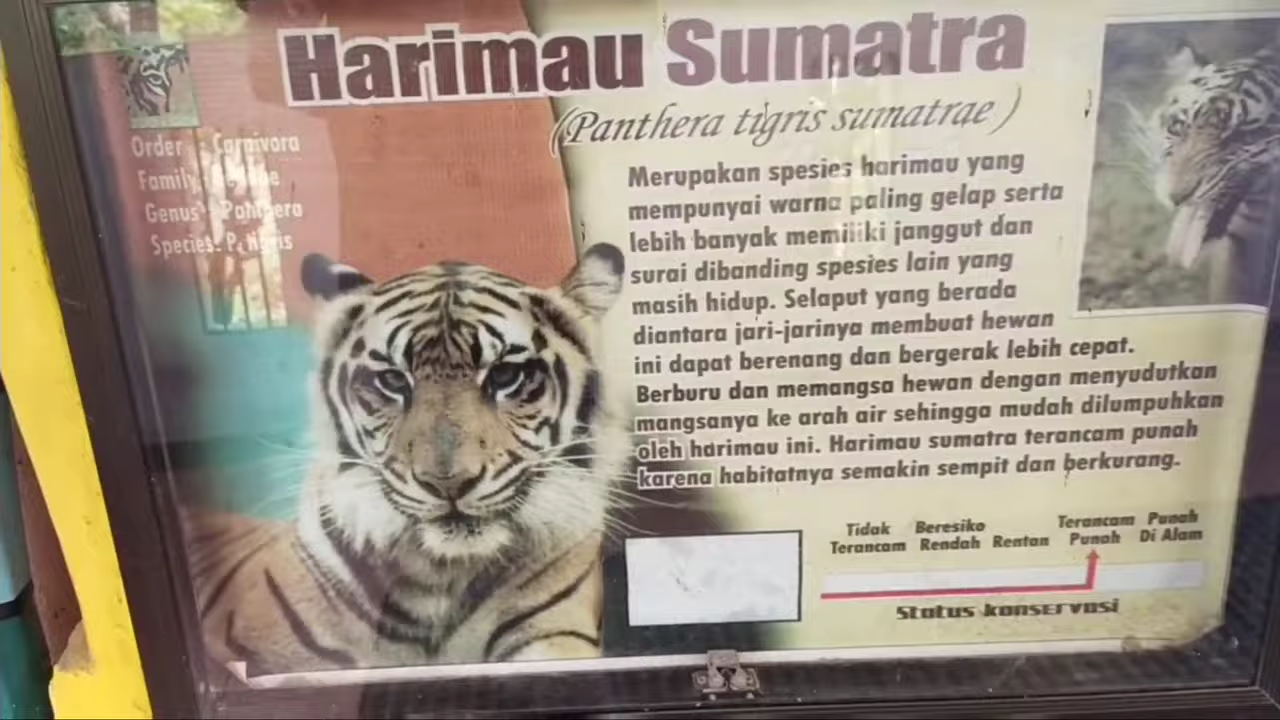 Harimau Sumatra
(Panthera tigris sumatrae)
Order : Carnivora
Family
Genus : Panthera
Species: P. tigris
Merupakan spesies harimau yang
mempunyai warna paling gelap serta
lebih banyak memiliki janggut dan
surai dibanding spesies lain yang
masih hidup. Selaput yang berada
diantara jari-jarinya membuat hewan
ini dapat berenang dan bergerak lebih cepat.
Berburu dan memangsa hewan dengan menyudutkan
mangsanya ke arah air sehingga mudah dilumpuhkan
oleh harimau ini. Harimau sumatra terancam punah
karena habitatnya semakin sempit dan berkurang.
Tidak Terancam
Beresiko Rendah
Rentan
Terancam Punah
Punah Di Alam
Status konservasi